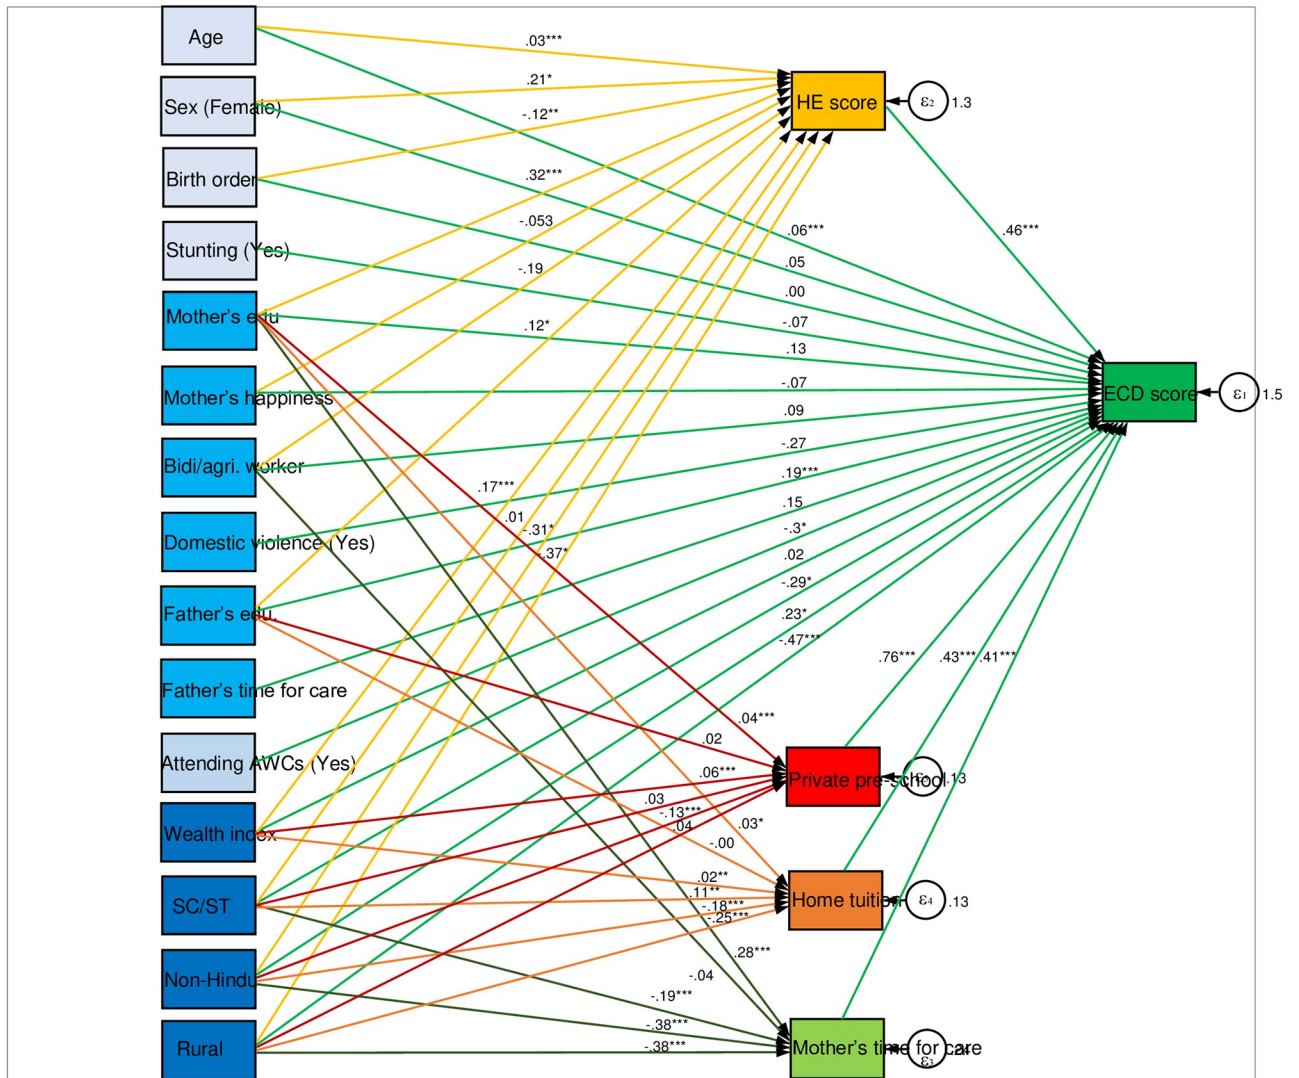 Age
Sex (Female)
Birth order
Stunting (Yes)
Mother's edu
Mother's happiness
Bidi/agri. worker
Domestic violence (Yes)
Father's edu.
Father's time for care
Attending AWCs (Yes)
Wealth index
SC/ST
Non-Hindu
Rural
.03***
.21*
-.12**
.32***
-.053
-.19
.12*
.17***
.01
-.31*
-.37*
HE score
ε2
1.3
.46***
.06***
.05
.00
-.07
.13
-.07
.09
-.27
.19***
.15
-.3*
.02
-.29*
.23*
-.47***
ECD score
ε1
1.5
.76***
.43***
.41***
.04***
.02
.06***
.03
-.13***
.04
Private pre-school
.13
.03*
-.00
.02**
.11**
-.18***
-.25***
Home tuition
ε4
.13
.28***
-.04
-.19***
-.38***
-.38***
Mother's time for care
ε3